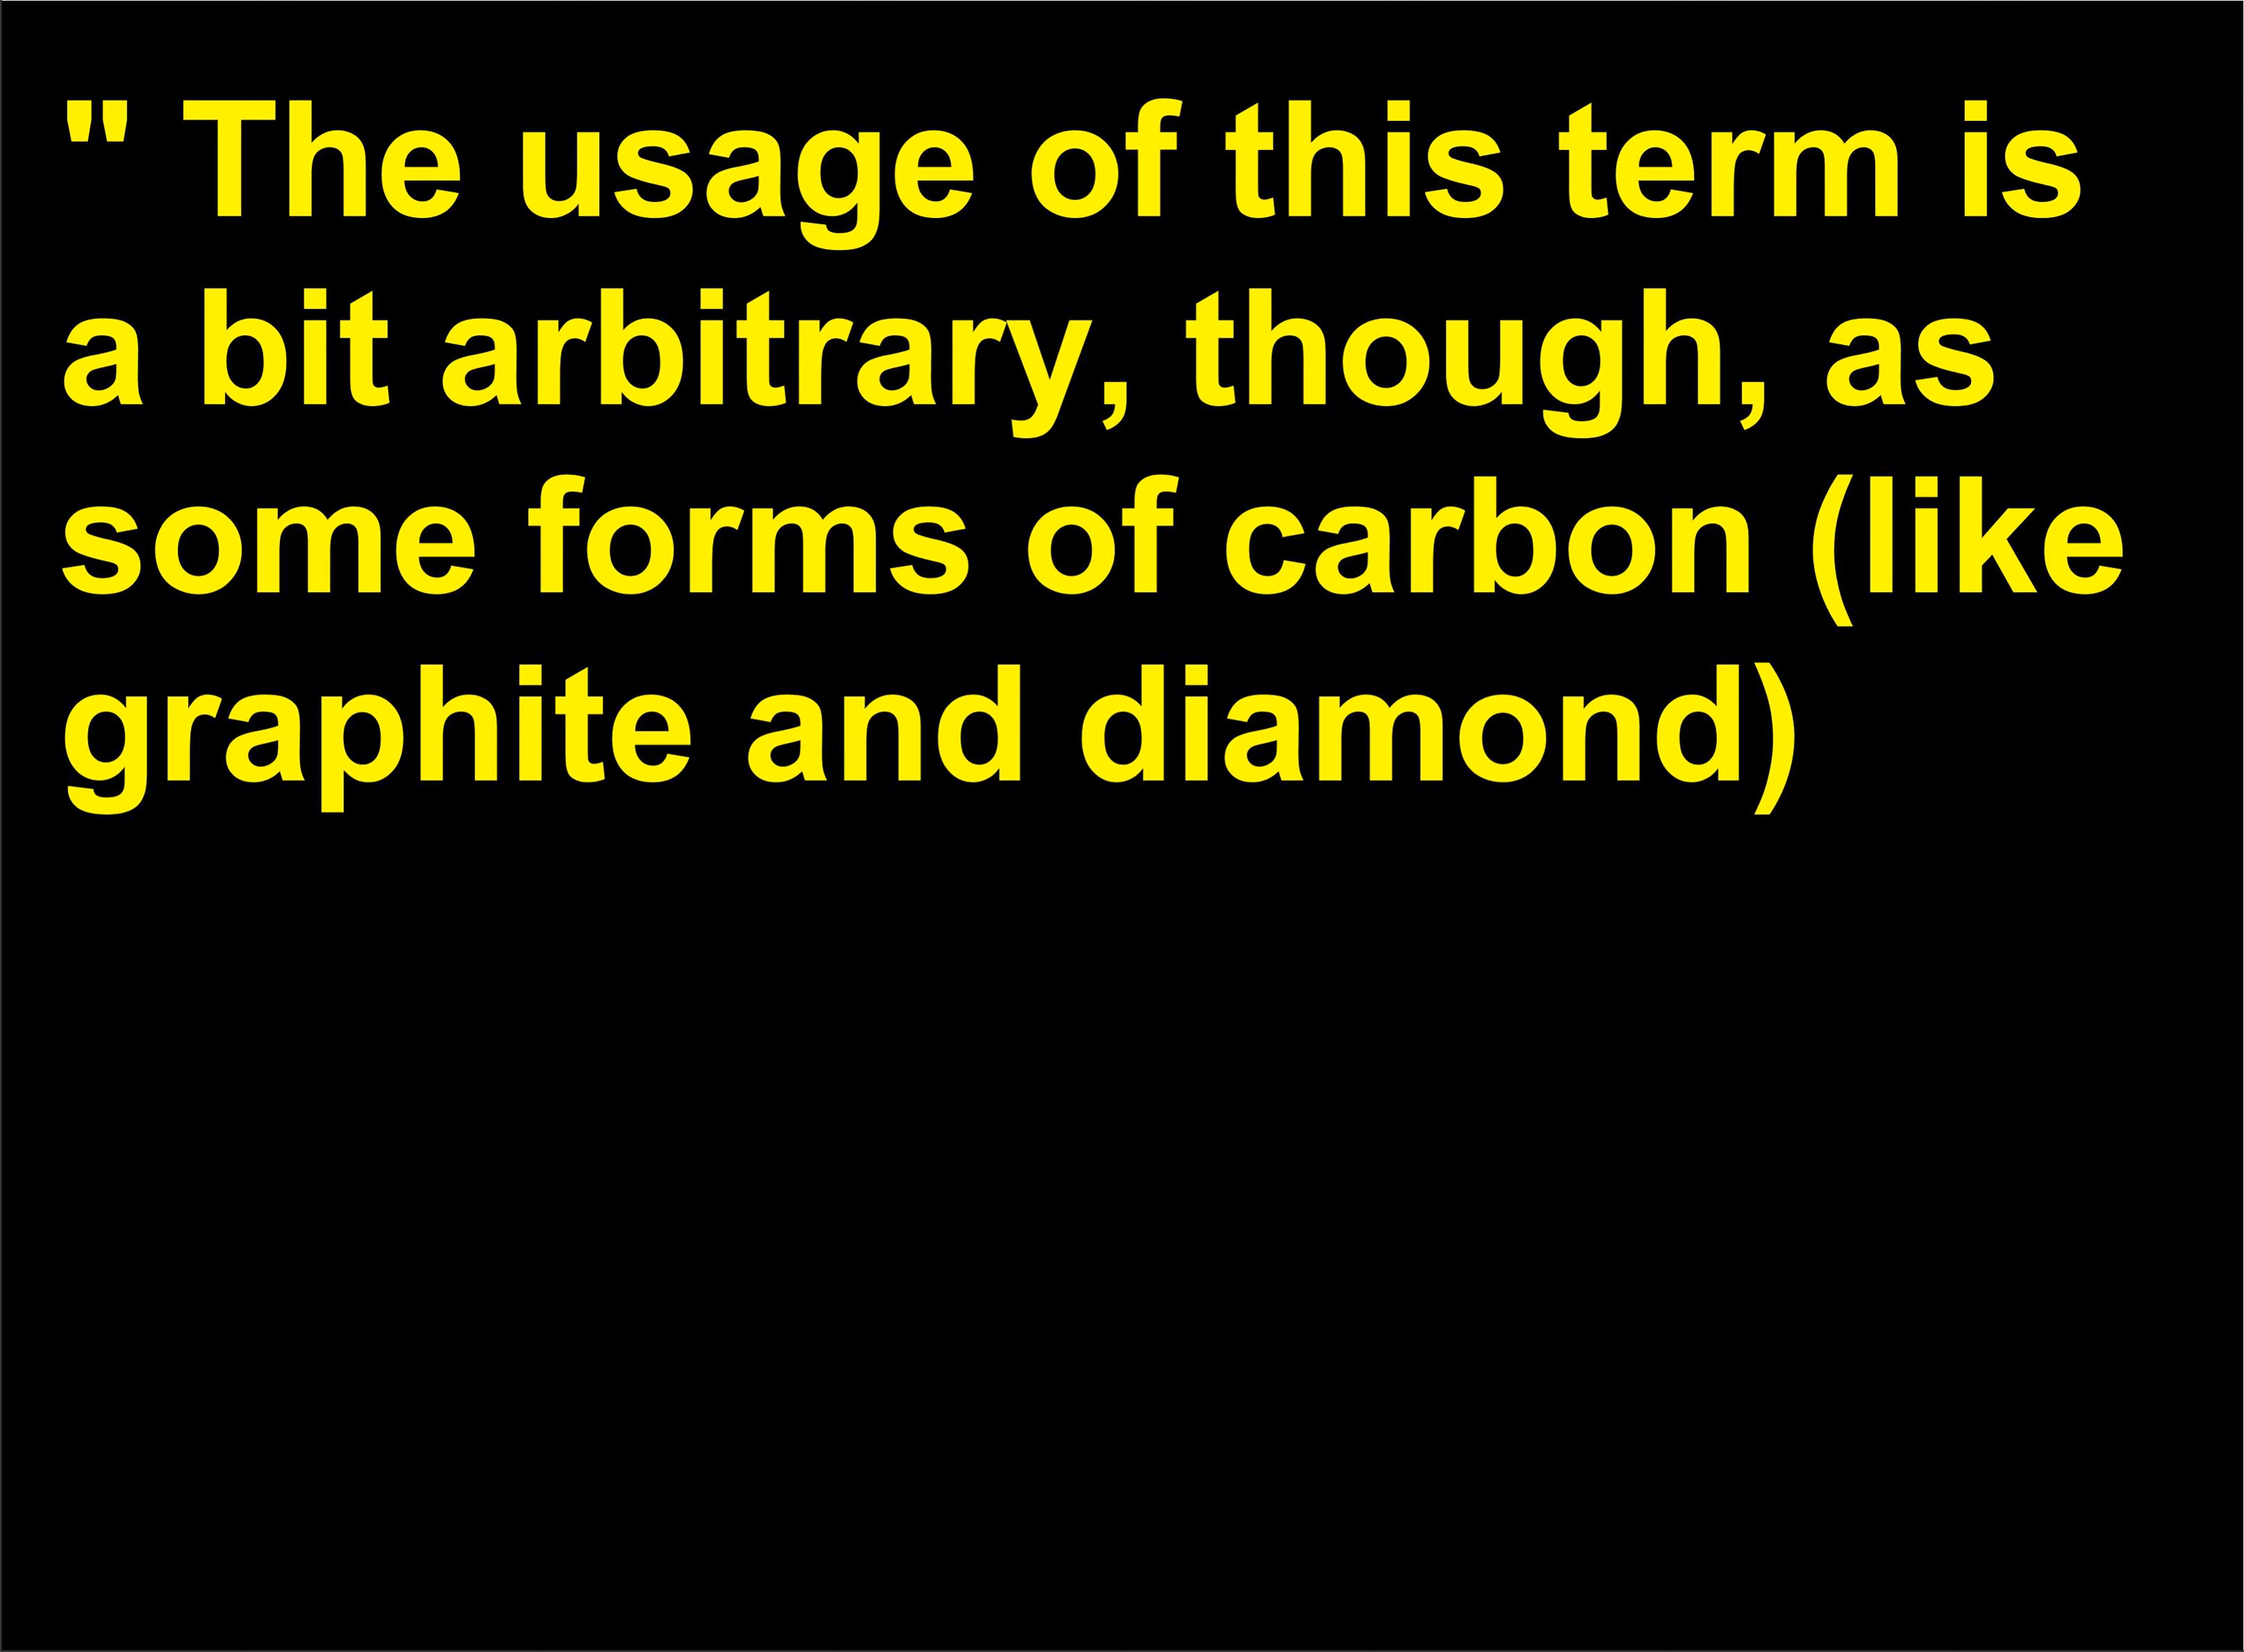 " The usage of this term is
a bit arbitrary, though, as
some forms of carbon (like
graphite and diamond)